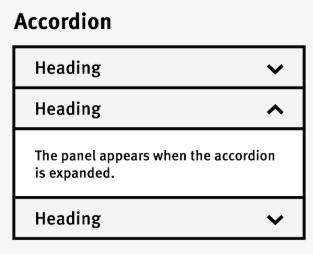 Accordion
Heading
Heading
The panel appears when the accordion
is expanded.
Heading